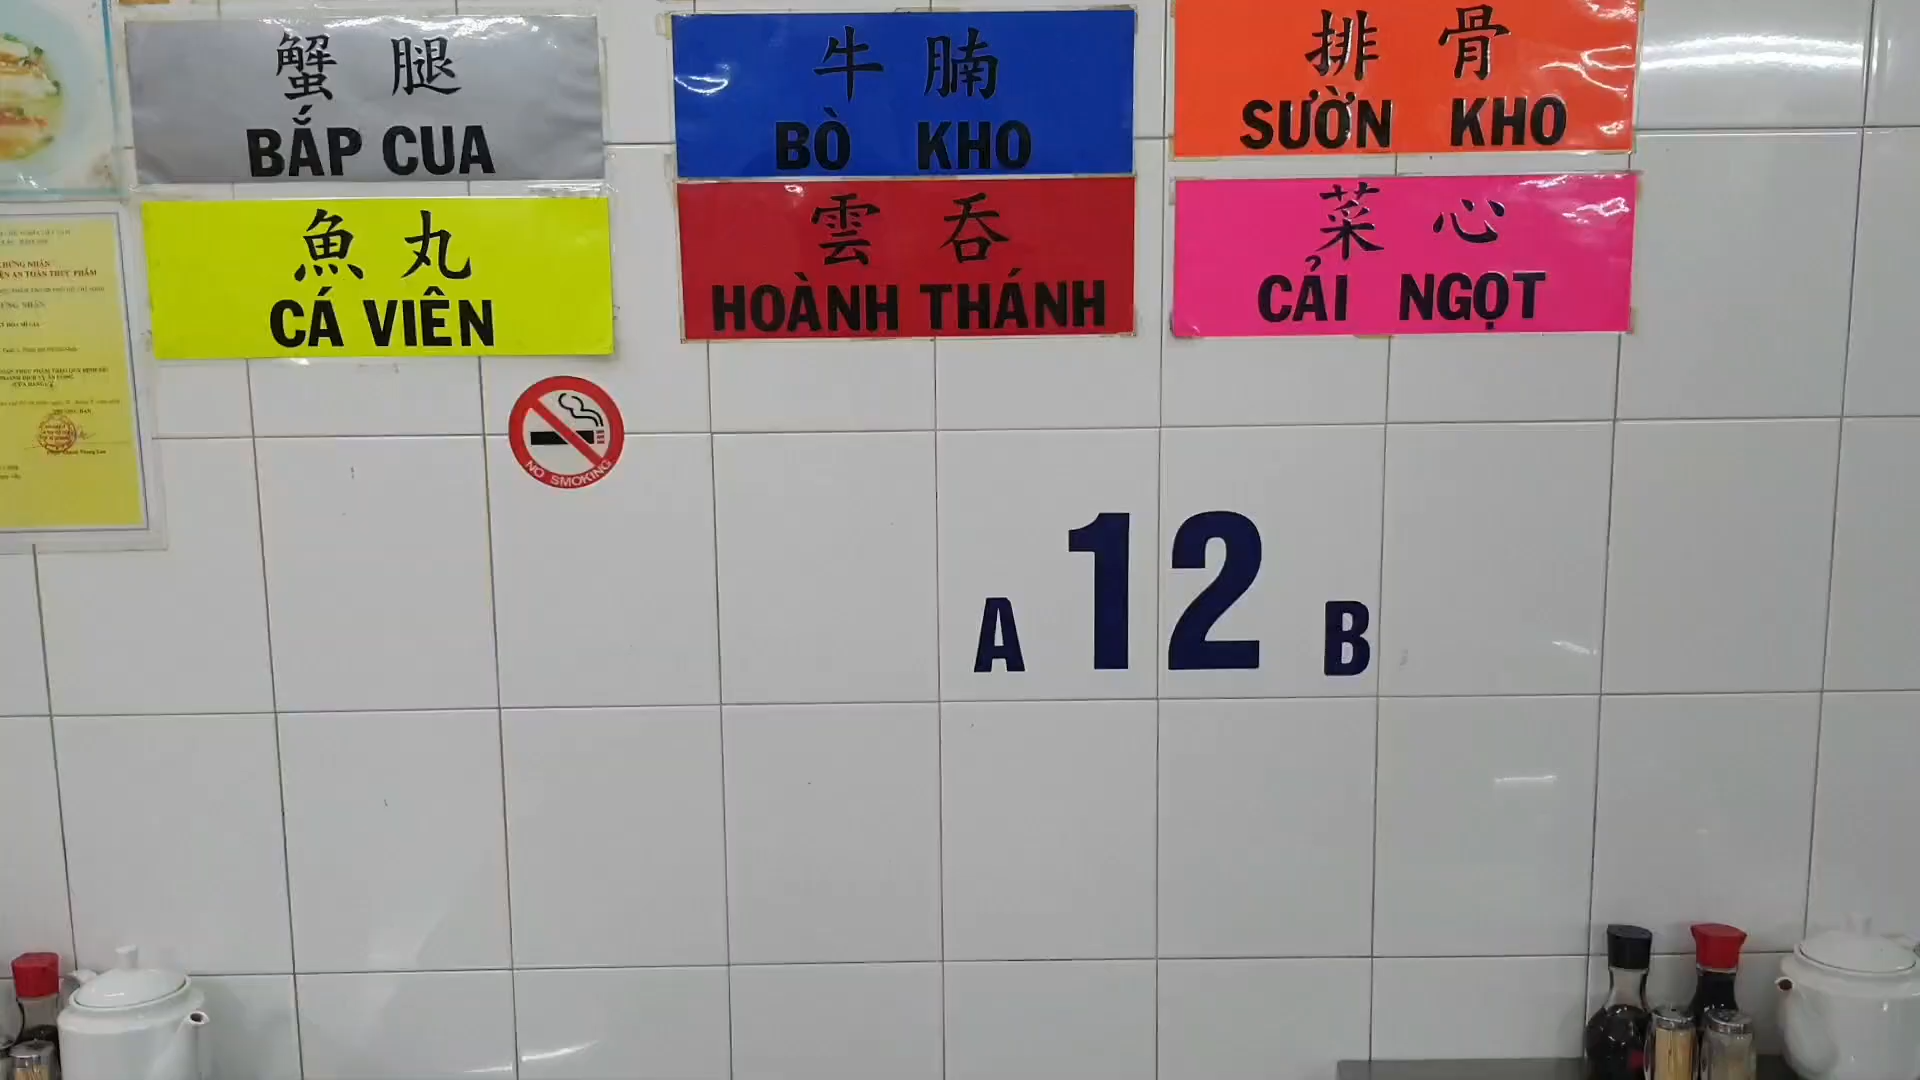 蟹 腿
BẮP CUA
牛 腩
BÒ KHO
排 骨
SƯỜN KHO
魚 丸
CÁ VIÊN
雲 吞
HOÀNH THÁNH
菜 心
CẢI NGỌT
NO SMOKING
A 12 B